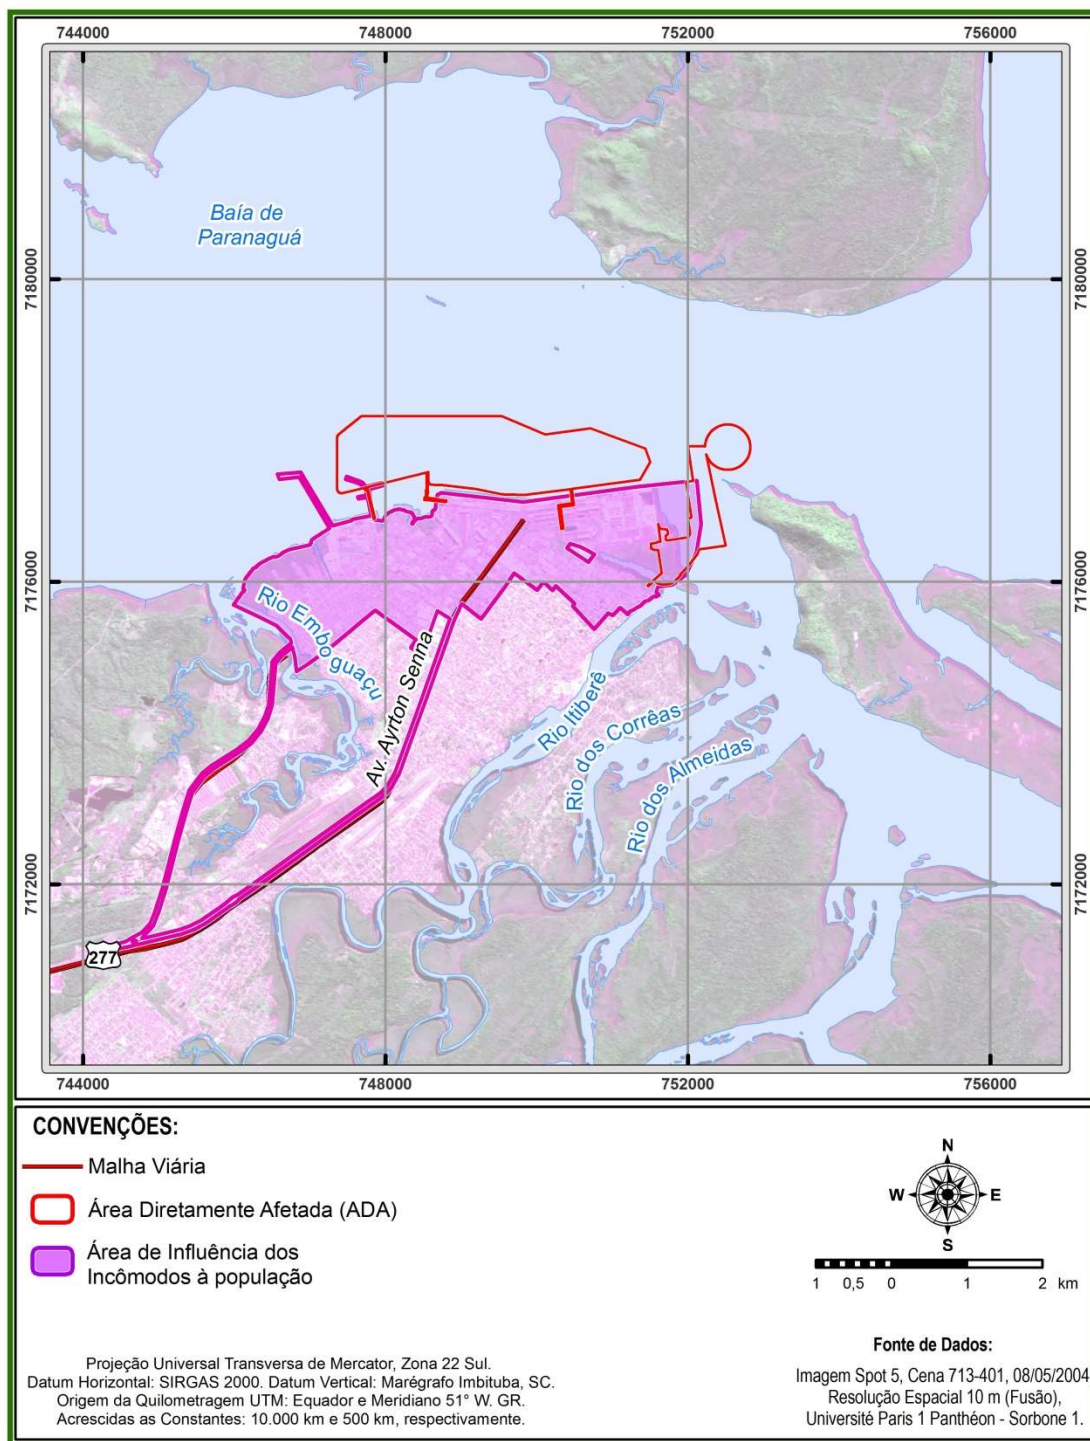 744000 748000 752000 756000
Baía de
Paranaguá
7180000 7180000
7176000 7176000
Rio Emboguaçu
Av. Ayrton Senna
Rio Itiberê
Rio dos Corrêas
Rio dos Almeidas
7172000 7172000
277
744000 748000 752000 756000
CONVENÇÕES:
Malha Viária
Área Diretamente Afetada (ADA)
Área de Influência dos
Incômodos à população
N
W E
S
1 0,5 0 1 2 km
Projeção Universal Transversa de Mercator, Zona 22 Sul.
Datum Horizontal: SIRGAS 2000. Datum Vertical: Marégrafo Imbituba, SC.
Origem da Quilometragem UTM: Equador e Meridiano 51° W. GR.
Acrescidas as Constantes: 10.000 km e 500 km, respectivamente.
Fonte de Dados:
Imagem Spot 5, Cena 713-401, 08/05/2004
Resolução Espacial 10 m (Fusão),
Université Paris 1 Panthéon - Sorbone 1.